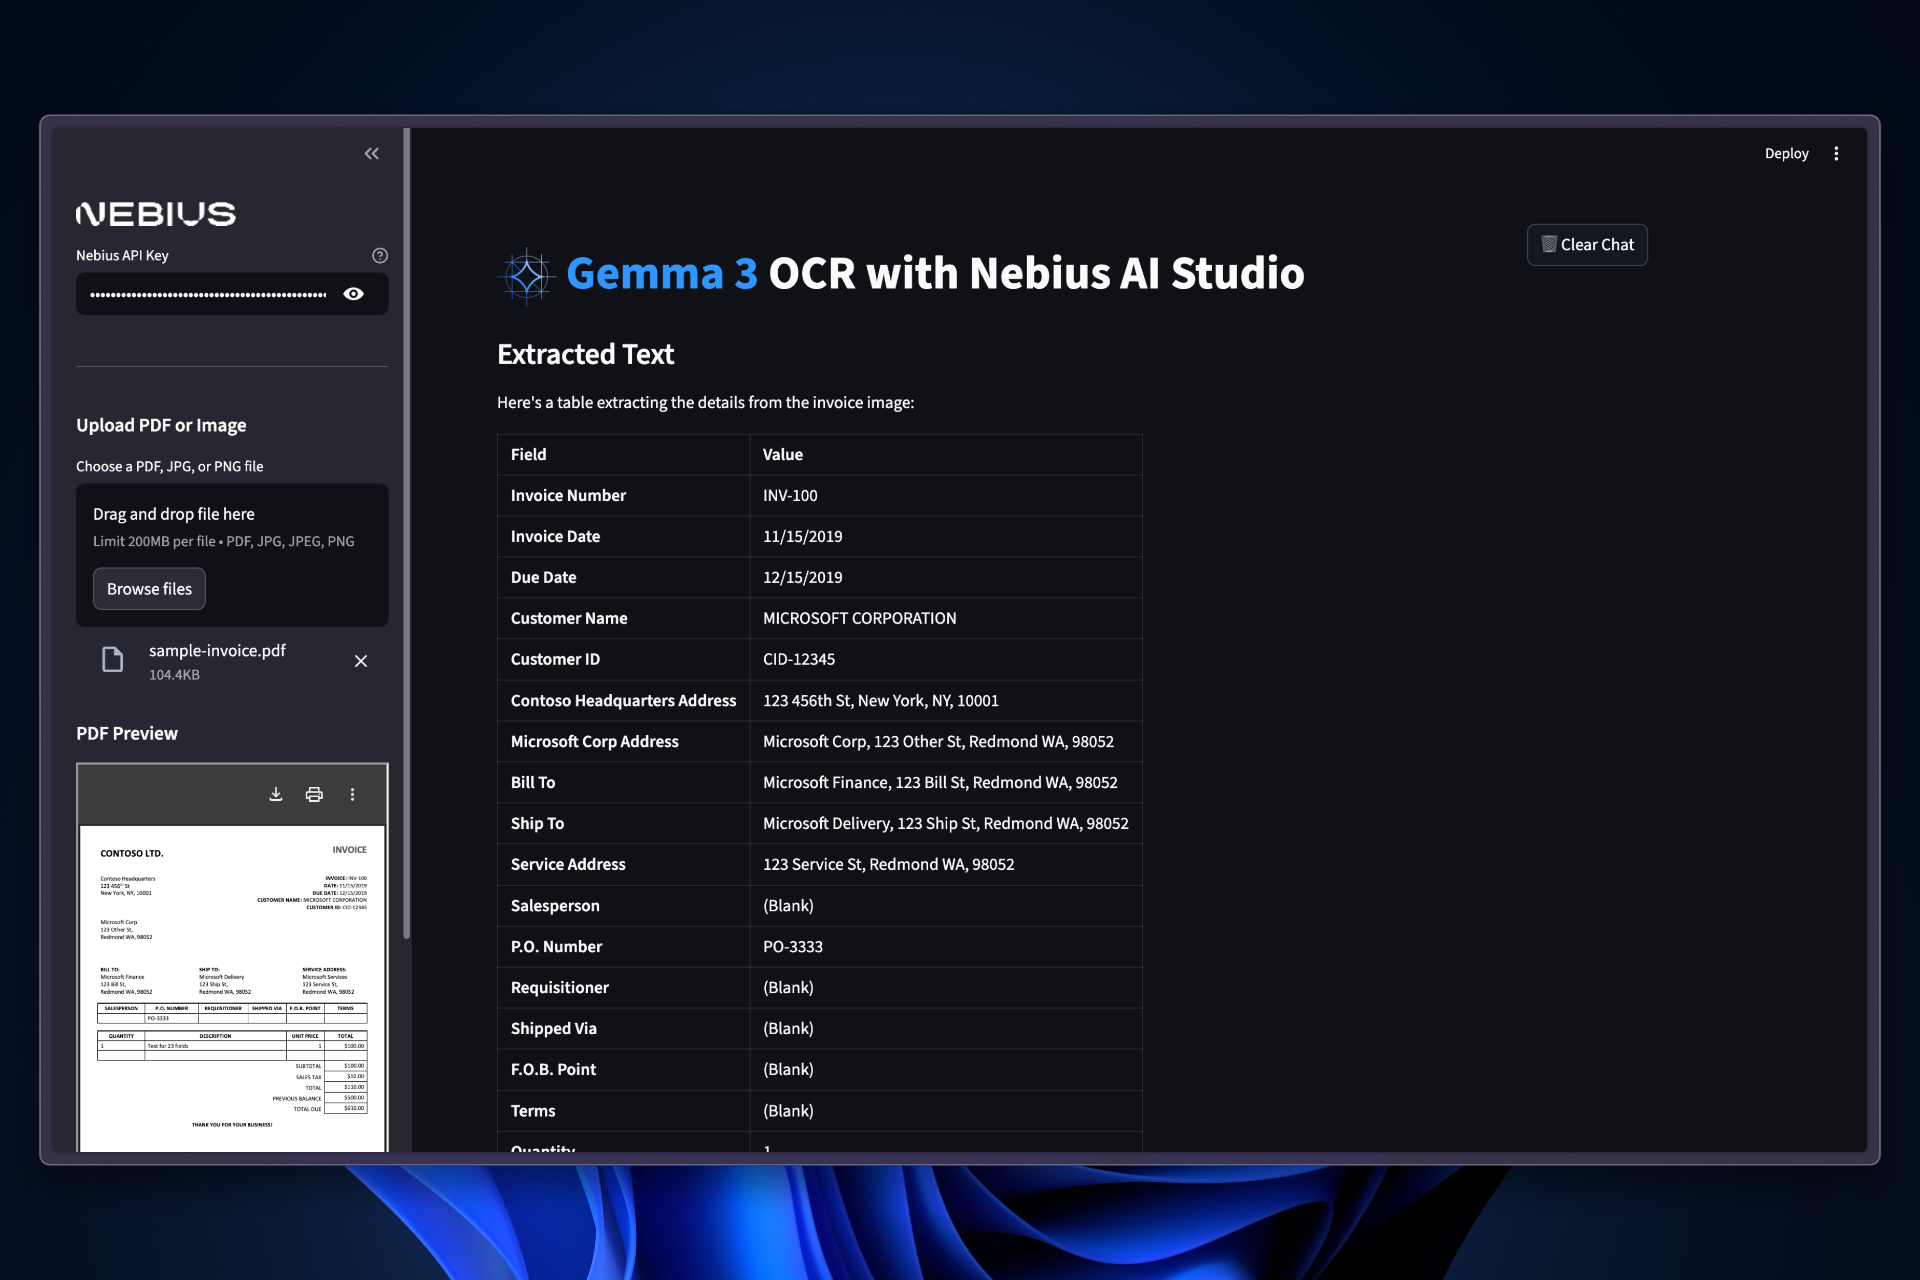 NEBIUS
Nebius API Key
Upload PDF or Image
Choose a PDF, JPG, or PNG file
Drag and drop file here
Limit 200MB per file • PDF, JPG, JPEG, PNG
Browse files
sample-invoice.pdf
104.4KB
PDF Preview
CONTOSO LTD.
INVOICE
Contoso Headquarters
123 456th St
New York, NY, 10001
INVOICE: INV-100
DATE: 11/15/2019
DUE DATE: 12/15/2019
CUSTOMER NAME: MICROSOFT CORPORATION
CUSTOMER ID: CID-12345
Microsoft Corp
123 Other St,
Redmond WA, 98052
BILL TO:
Microsoft Finance
123 Bill St,
Redmond WA, 98052
SHIP TO:
Microsoft Delivery
123 Ship St,
Redmond WA, 98052
SERVICE ADDRESS:
Microsoft Services
123 Service St,
Redmond WA, 98052
SALESPERSON P.O. NUMBER REQUISITIONER SHIPPED VIA F.O.B. POINT TERMS
PO-3333
QUANTITY DESCRIPTION UNIT PRICE TOTAL
1 Test for 23 fields 1 $100.00
SUBTOTAL $100.00
SALES TAX $10.00
TOTAL $110.00
PREVIOUS BALANCE $500.00
TOTAL DUE $610.00
THANK YOU FOR YOUR BUSINESS!
Deploy
Clear Chat
Gemma 3 OCR with Nebius AI Studio
Extracted Text
Here's a table extracting the details from the invoice image:
Field Value
Invoice Number INV-100
Invoice Date 11/15/2019
Due Date 12/15/2019
Customer Name MICROSOFT CORPORATION
Customer ID CID-12345
Contoso Headquarters Address 123 456th St, New York, NY, 10001
Microsoft Corp Address Microsoft Corp, 123 Other St, Redmond WA, 98052
Bill To Microsoft Finance, 123 Bill St, Redmond WA, 98052
Ship To Microsoft Delivery, 123 Ship St, Redmond WA, 98052
Service Address 123 Service St, Redmond WA, 98052
Salesperson (Blank)
P.O. Number PO-3333
Requisitioner (Blank)
Shipped Via (Blank)
F.O.B. Point (Blank)
Terms (Blank)
Quantity 1